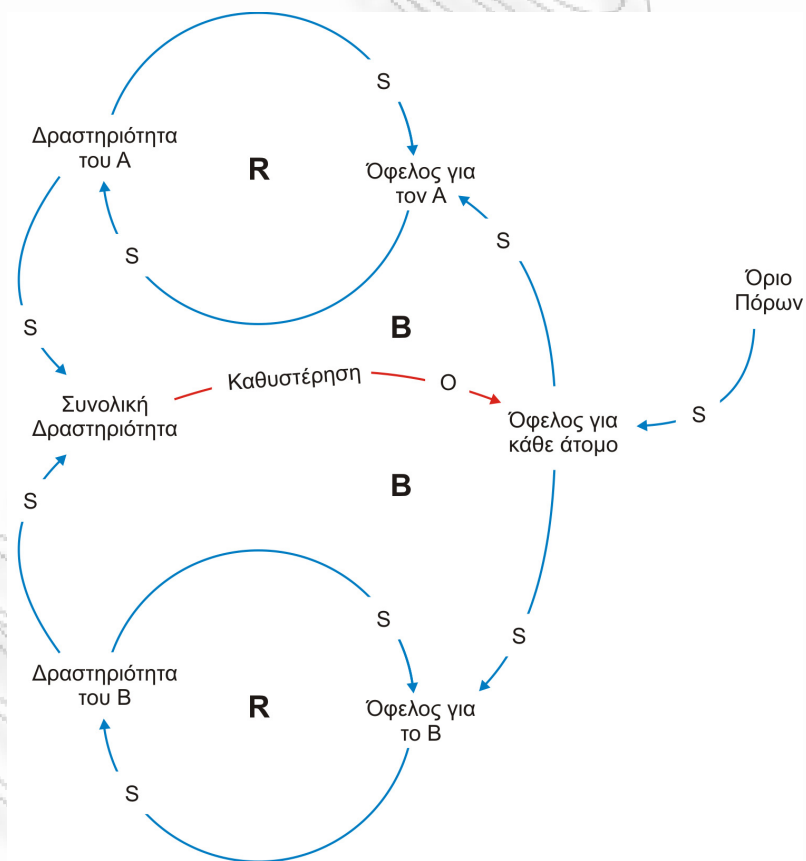 S
Δραστηριότητα
του Α
R
Όφελος για
τον Α
S
S
Όριο
Πόρων
S
B
Καθυστέρηση
O
Συνολική
Δραστηριότητα
Όφελος για
κάθε άτομο
S
B
S
S
S
Δραστηριότητα
του Β
R
Όφελος για
το Β
S